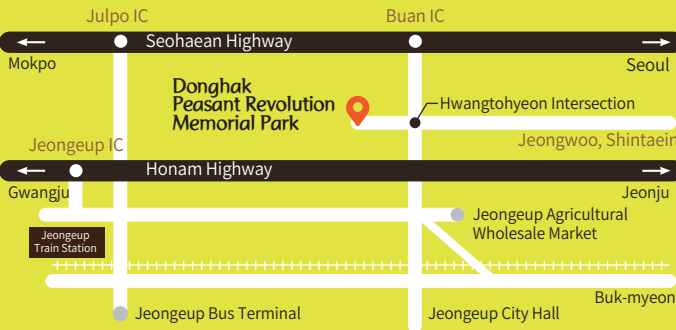 Julpo IC
Buan IC
Seohaean Highway
Mokpo
Seoul
Donghak
Peasant Revolution
Memorial Park
Hwangtohyeon Intersection
Jeongwoo, Shintaein
Jeongeup IC
Honam Highway
Gwangju
Jeonju
Jeongeup Agricultural
Wholesale Market
Jeongeup
Train Station
Buk-myeon
Jeongeup Bus Terminal
Jeongeup City Hall